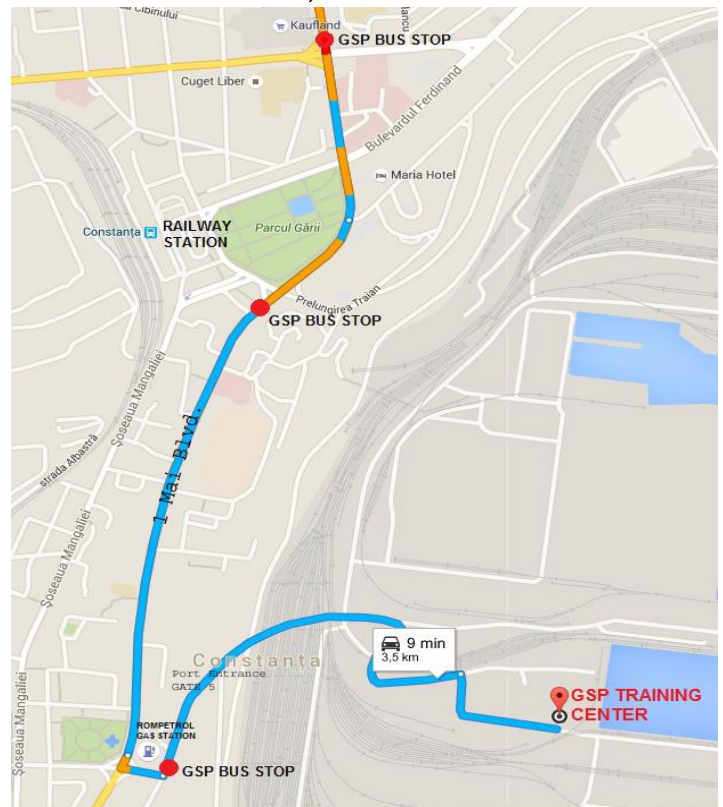 Cibinului
Kaufland
GSP BUS STOP
Cuget Liber
Bulevardul Ferdinand
Maria Hotel
Constanța
RAILWAY
STATION
Parcul Gării
Prelungirea Traian
GSP BUS STOP
Șoseaua Mangaliei
1 Mai Blvd.
strada Albastră
Șoseaua Mangaliei
9 min
3,5 km
Constanta
Port Entrance
GATE 5
GSP TRAINING
CENTER
ROMPETROL
GAS STATION
GSP BUS STOP
Șoseaua Mangaliei